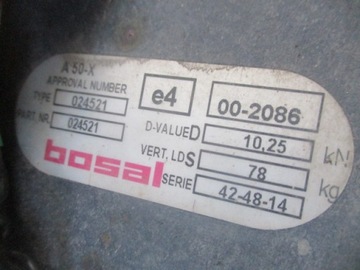 A 50-X
APPROVAL NUMBER e4 00-2086
TYPE 024521
PART. NR. 024521
D-VALUE D 10,25 kN
VERT. LD S 78 kg
SERIE 42-48-14
bosal